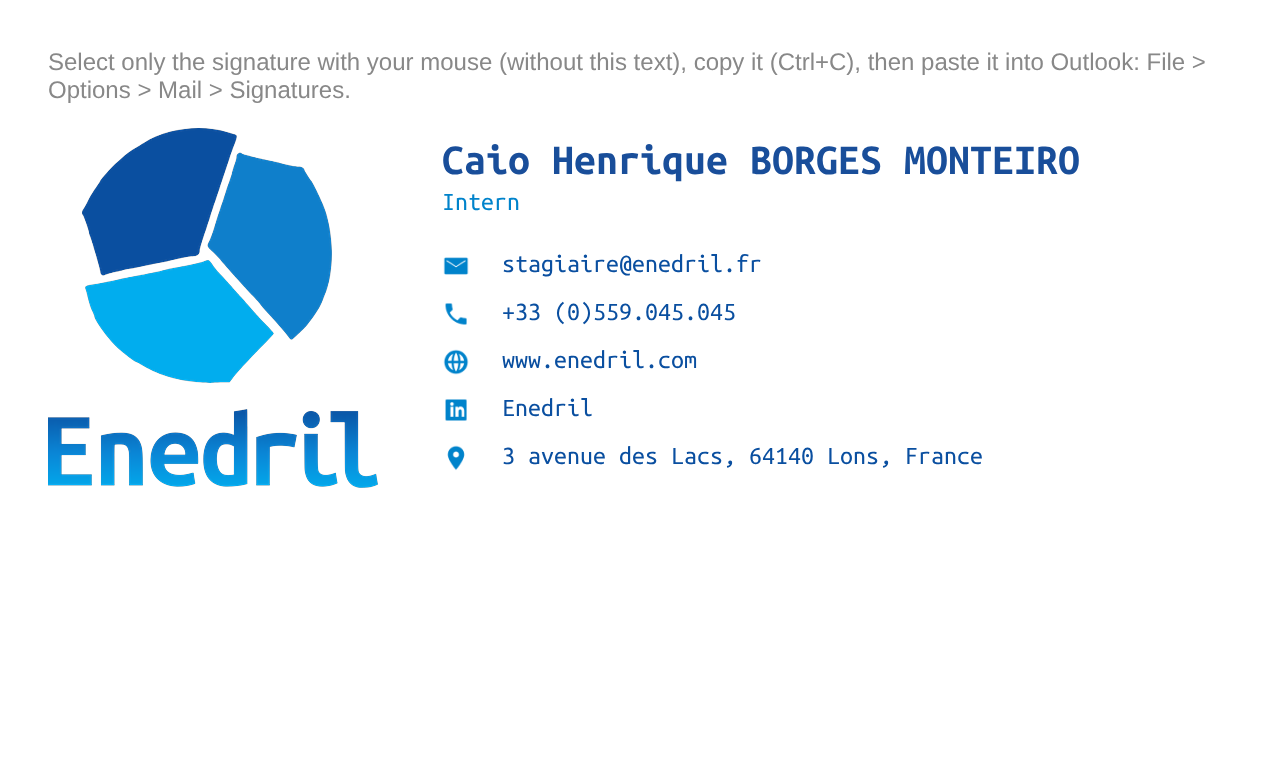 Select only the signature with your mouse (without this text), copy it (Ctrl+C), then paste it into Outlook: File >
Options > Mail > Signatures.
Enedril
Caio Henrique BORGES MONTEIRO
Intern
stagiaire@enedril.fr
+33 (0)559.045.045
www.enedril.com
in Enedril
3 avenue des Lacs, 64140 Lons, France